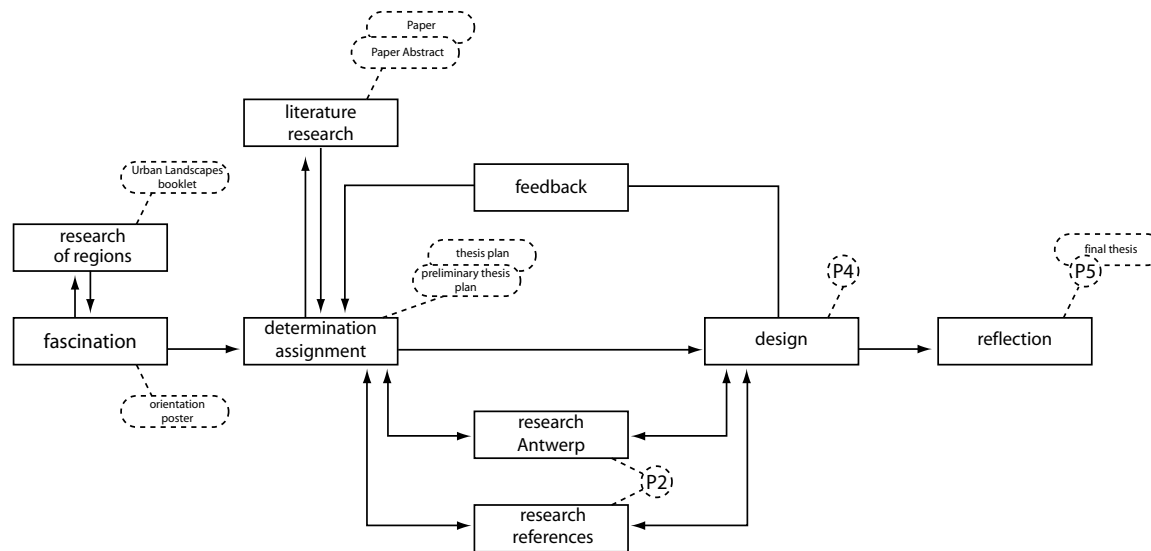 Paper
Paper Abstract
literature
research
Urban Landscapes
booklet
feedback
research
of regions
thesis plan
preliminary thesis
plan
P4
final thesis
P5
fascination
determination
assignment
design
reflection
orientation
poster
research
Antwerp
P2
research
references